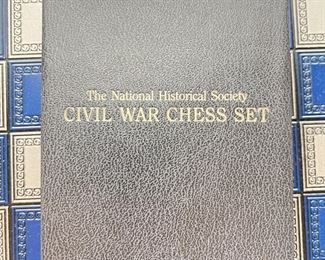 The National Historical Society
CIVIL WAR CHESS SET